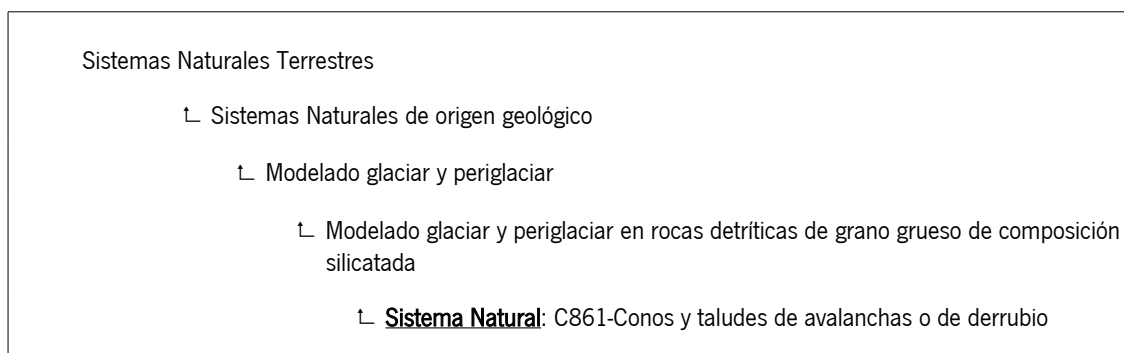 Sistemas Naturales Terrestres
Sistemas Naturales de origen geológico
Modelado glaciar y periglaciar
Modelado glaciar y periglaciar en rocas detríticas de grano grueso de composición
silicatada
Sistema Natural: C861-Conos y taludes de avalanchas o de derrubio